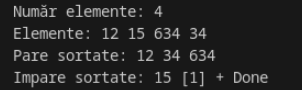 Număr elemente: 4
Elemente: 12 15 634 34
Pare sortate: 12 34 634
Impare sortate: 15 [1] + Done